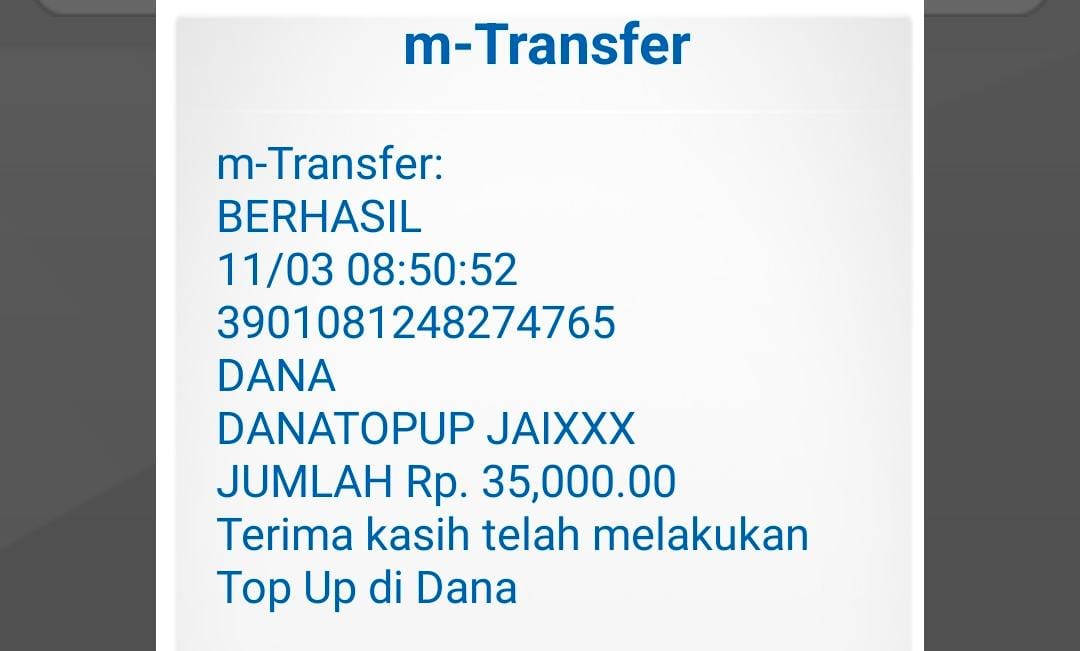 m-Transfer
m-Transfer:
BERHASIL
11/03 08:50:52
3901081248274765
DANA
DANATOPUP JAIXXX
JUMLAH Rp. 35,000.00
Terima kasih telah melakukan
Top Up di Dana